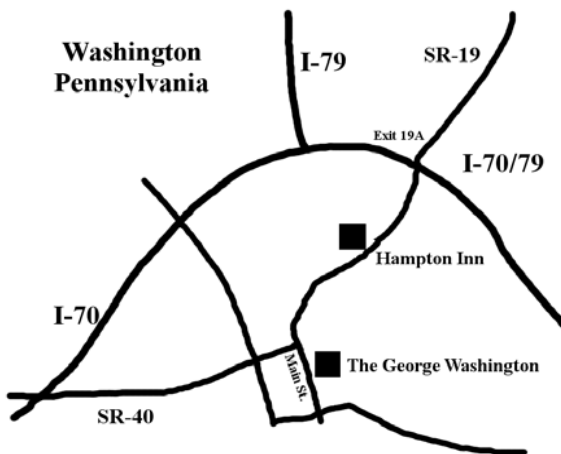 Washington
Pennsylvania
I-79
SR-19
Exit 19A
I-70/79
Hampton Inn
I-70
Main St.
The George Washington
SR-40